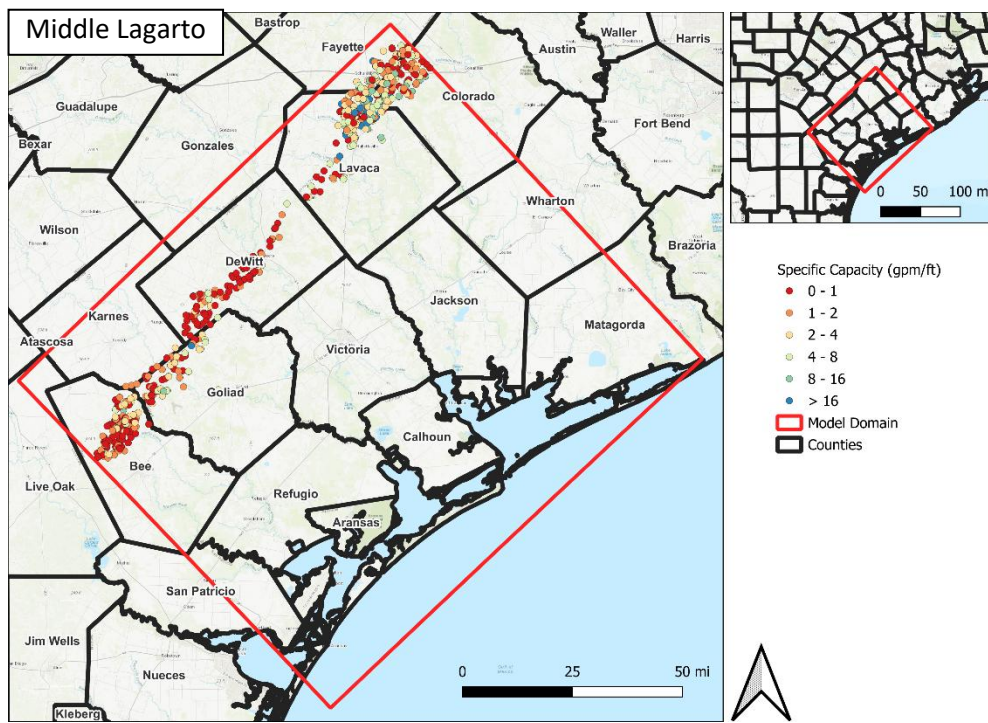 Middle Lagarto
Bastrop
Fayette
Austin
Waller
Harris
Guadalupe
Colorado
Bexar
Gonzales
Fort Bend
Lavaca
Wharton
Wilson
Brazoria
DeWitt
Jackson
Karnes
Matagorda
Atascosa
Victoria
Goliad
Calhoun
Bee
Live Oak
Refugio
Aransas
San Patricio
Jim Wells
Nueces
Kleberg
0 25 50 mi
0 50 100 mi
Specific Capacity (gpm/ft)
0 - 1
1 - 2
2 - 4
4 - 8
8 - 16
> 16
Model Domain
Counties